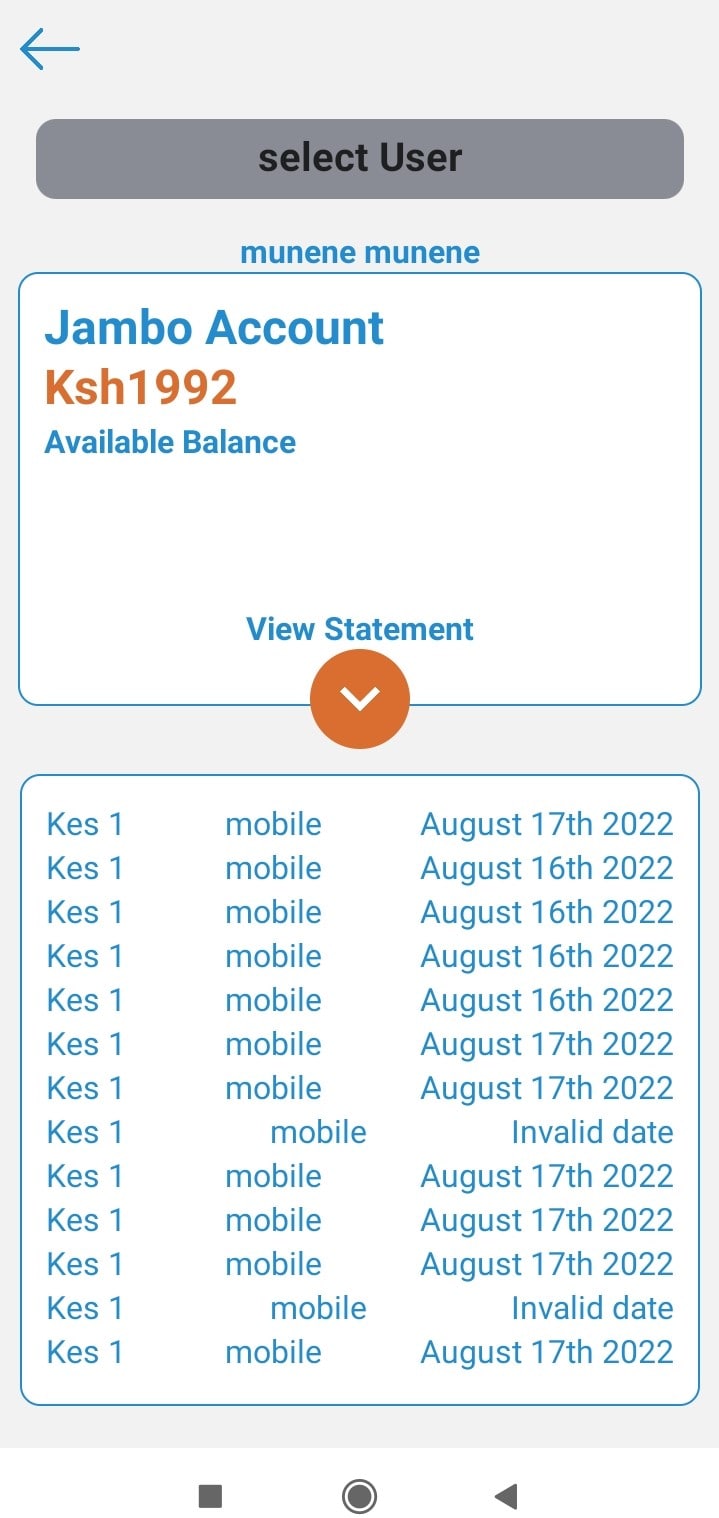 select User
munene munene
Jambo Account
Ksh1992
Available Balance
View Statement
Kes 1 mobile August 17th 2022
Kes 1 mobile August 16th 2022
Kes 1 mobile August 16th 2022
Kes 1 mobile August 16th 2022
Kes 1 mobile August 16th 2022
Kes 1 mobile August 17th 2022
Kes 1 mobile August 17th 2022
Kes 1 mobile Invalid date
Kes 1 mobile August 17th 2022
Kes 1 mobile August 17th 2022
Kes 1 mobile August 17th 2022
Kes 1 mobile Invalid date
Kes 1 mobile August 17th 2022